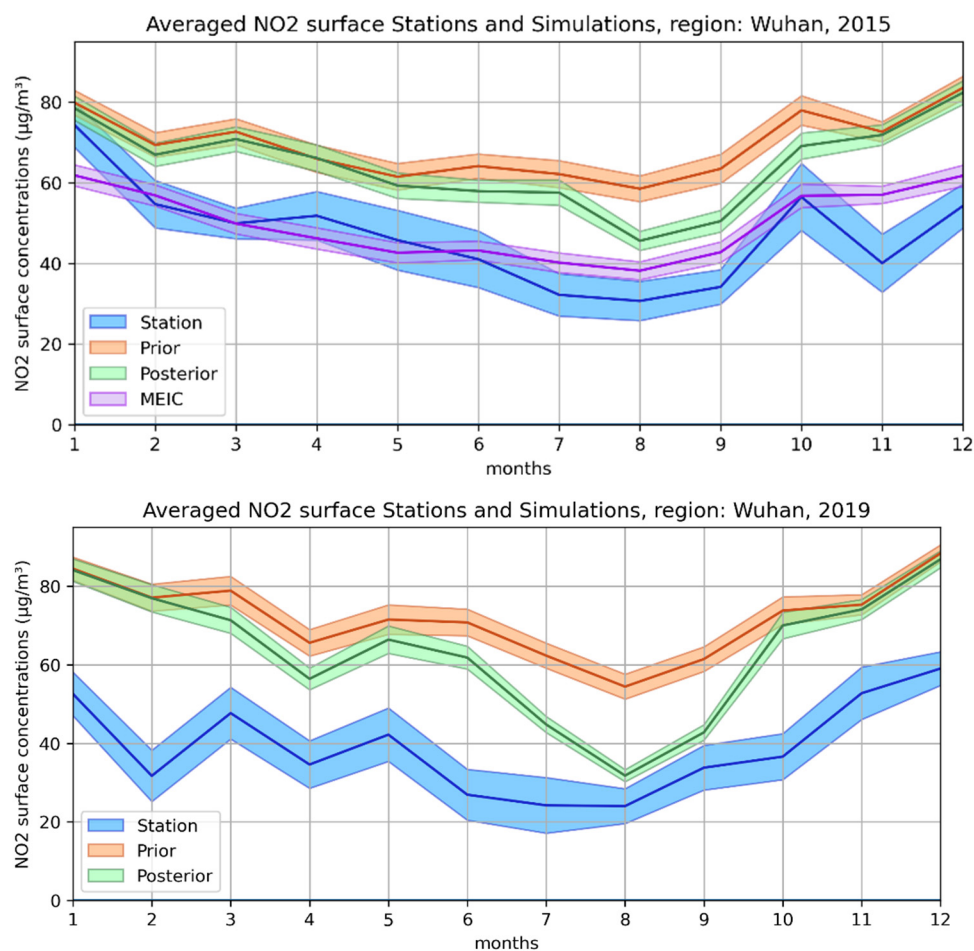 Averaged NO2 surface Stations and Simulations, region: Wuhan, 2015
NO2 surface concentrations (µg/m³)
80
60
40
20
0
Station
Prior
Posterior
MEIC
1 2 3 4 5 6 7 8 9 10 11 12
months
Averaged NO2 surface Stations and Simulations, region: Wuhan, 2019
NO2 surface concentrations (µg/m³)
80
60
40
20
0
Station
Prior
Posterior
1 2 3 4 5 6 7 8 9 10 11 12
months